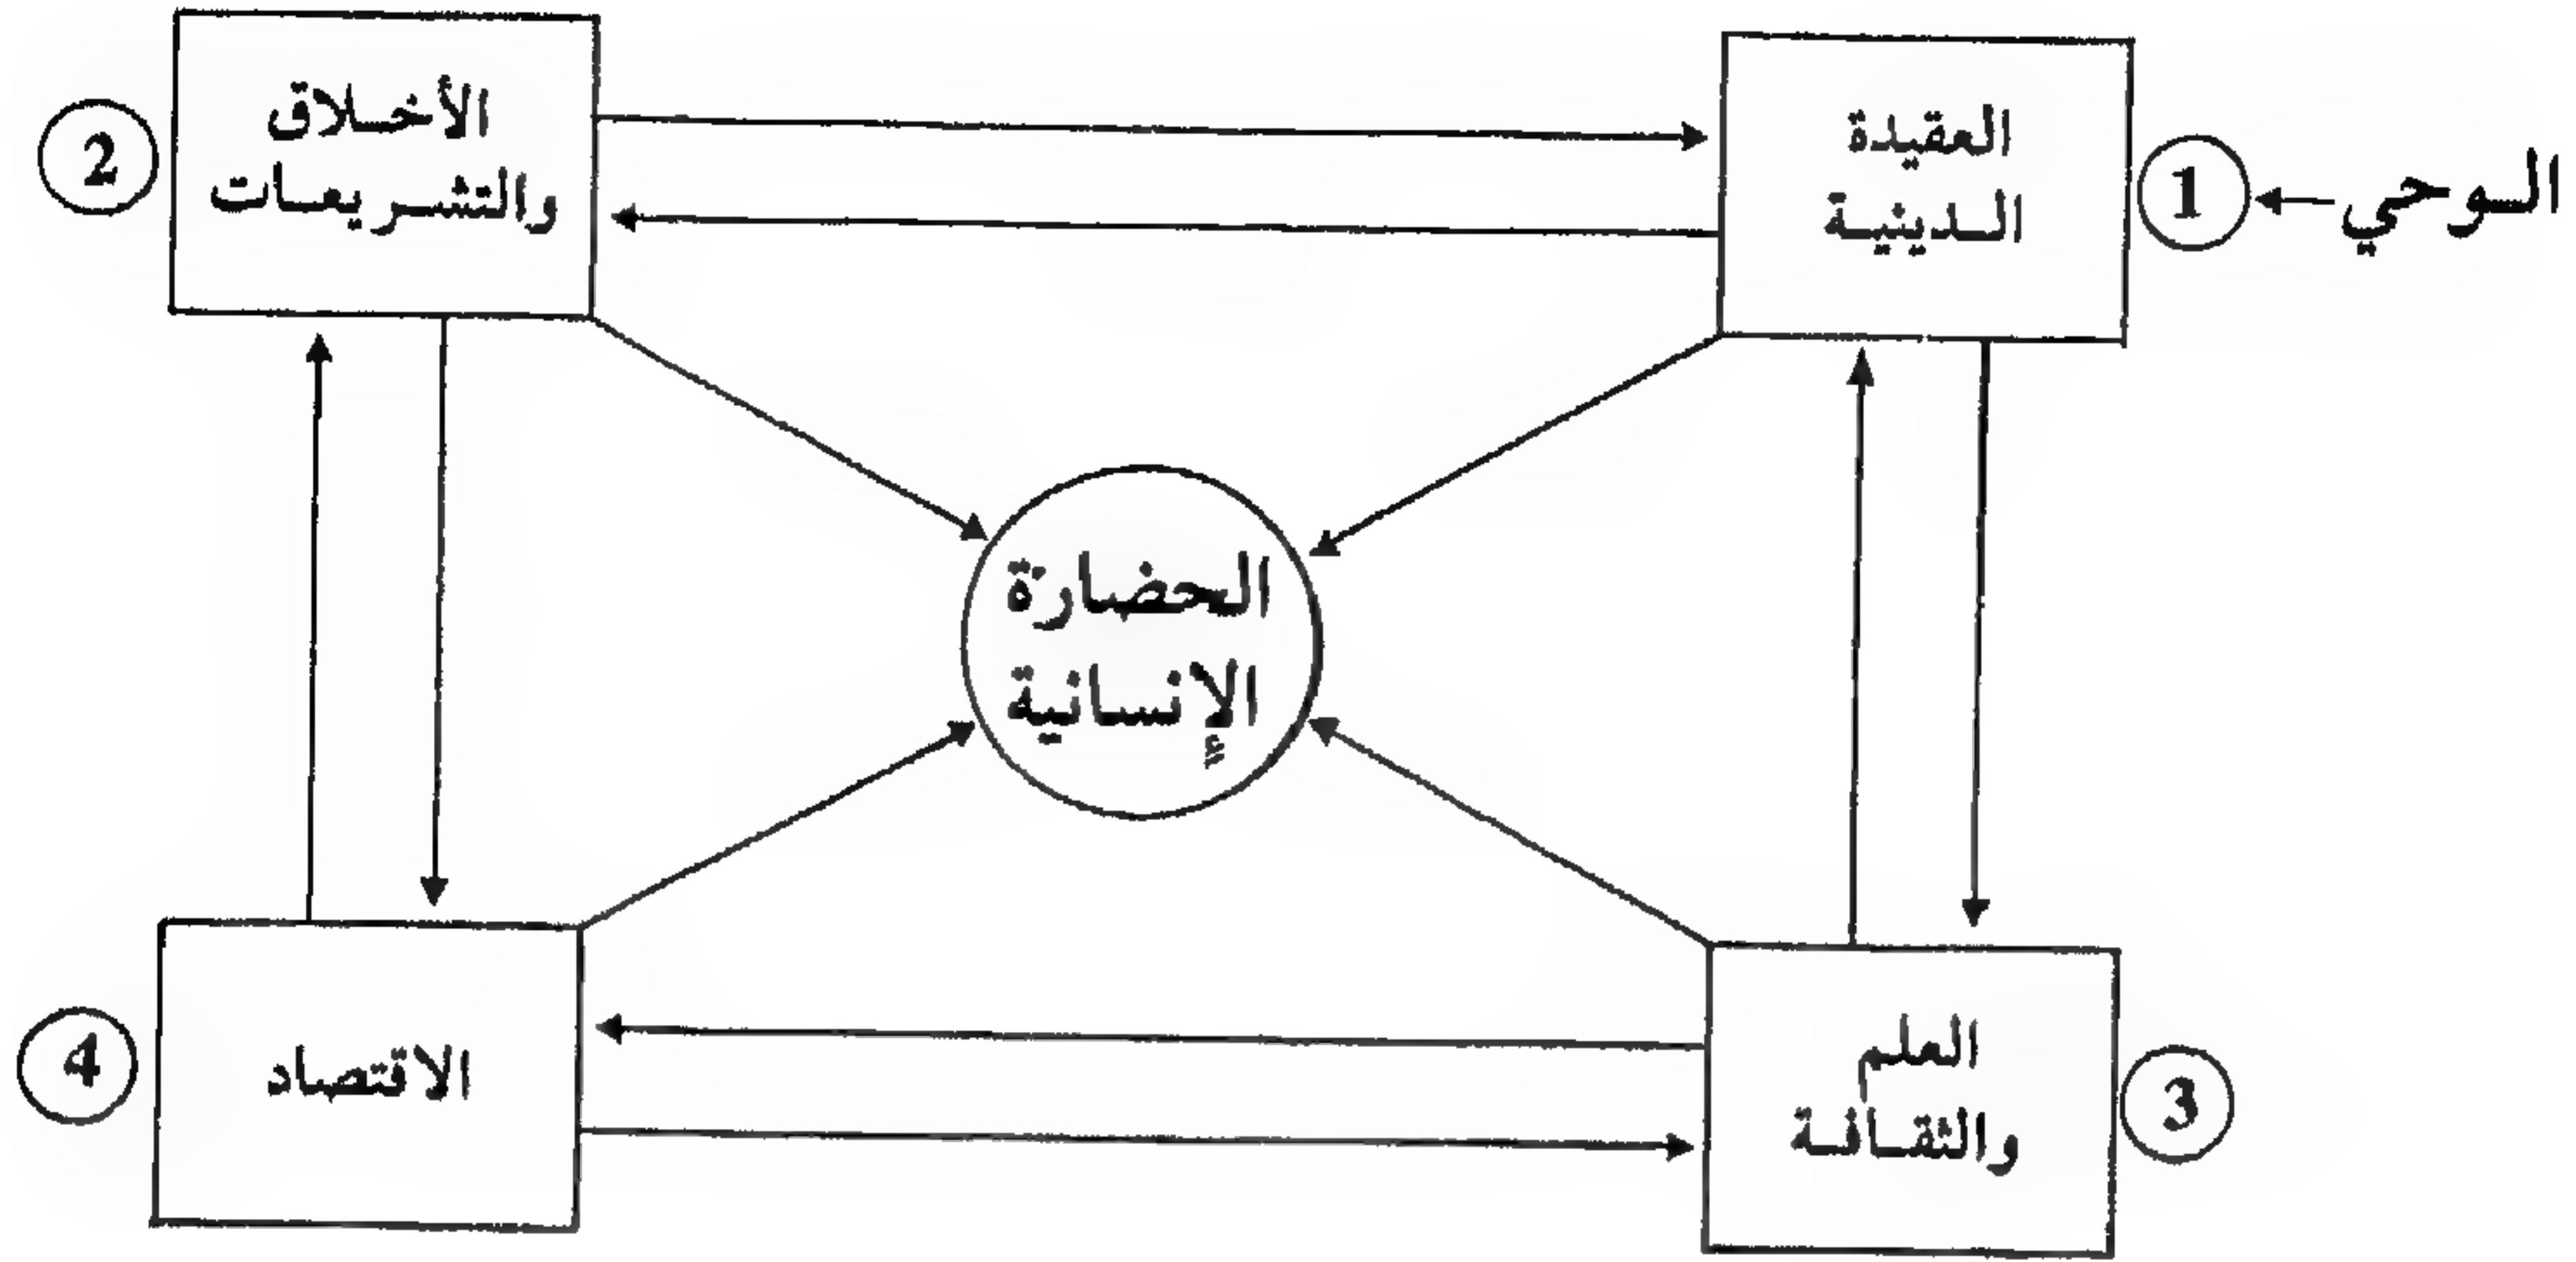 الوحي
1
العقيدة
الدينية
2
الأخلاق
والتشريعات
الحضارة
الإنسانية
3
العلم
والثقافة
4
الاقتصاد